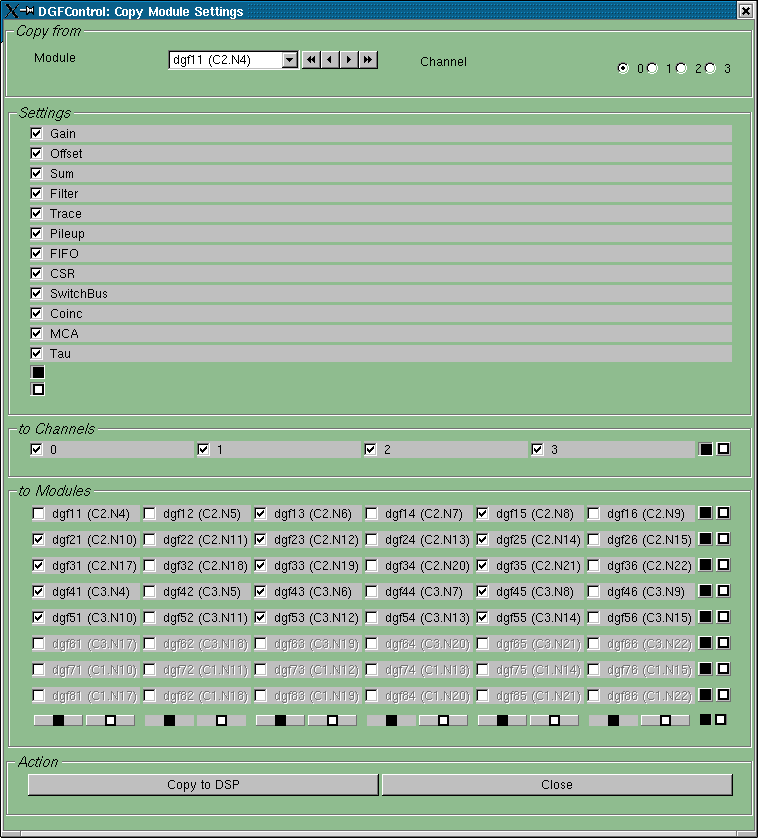 DGFControl: Copy Module Settings
Copy from
Module dgf11 (C2.N4) Channel 0 1 2 3
Settings
Gain
Offset
Sum
Filter
Trace
Pileup
FIFO
CSR
SwitchBus
Coinc
MCA
Tau
to Channels
0 1 2 3
to Modules
dgf11 (C2.N4) dgf12 (C2.N5) dgf13 (C2.N6) dgf14 (C2.N7) dgf15 (C2.N8) dgf16 (C2.N9)
dgf21 (C2.N10) dgf22 (C2.N11) dgf23 (C2.N12) dgf24 (C2.N13) dgf25 (C2.N14) dgf26 (C2.N15)
dgf31 (C2.N17) dgf32 (C2.N18) dgf33 (C2.N19) dgf34 (C2.N20) dgf35 (C2.N21) dgf36 (C2.N22)
dgf41 (C3.N4) dgf42 (C3.N5) dgf43 (C3.N6) dgf44 (C3.N7) dgf45 (C3.N8) dgf46 (C3.N9)
dgf51 (C3.N10) dgf52 (C3.N11) dgf53 (C3.N12) dgf54 (C3.N13) dgf55 (C3.N14) dgf56 (C3.N15)
dgf61 (C3.N17) dgf62 (C3.N18) dgf63 (C3.N19) dgf64 (C3.N20) dgf65 (C3.N21) dgf66 (C3.N22)
dgf71 (C1.N10) dgf72 (C1.N11) dgf73 (C1.N12) dgf74 (C1.N13) dgf75 (C1.N14) dgf76 (C1.N15)
dgf81 (C1.N17) dgf82 (C1.N18) dgf83 (C1.N19) dgf84 (C1.N20) dgf85 (C1.N21) dgf86 (C1.N22)
Action
Copy to DSP Close